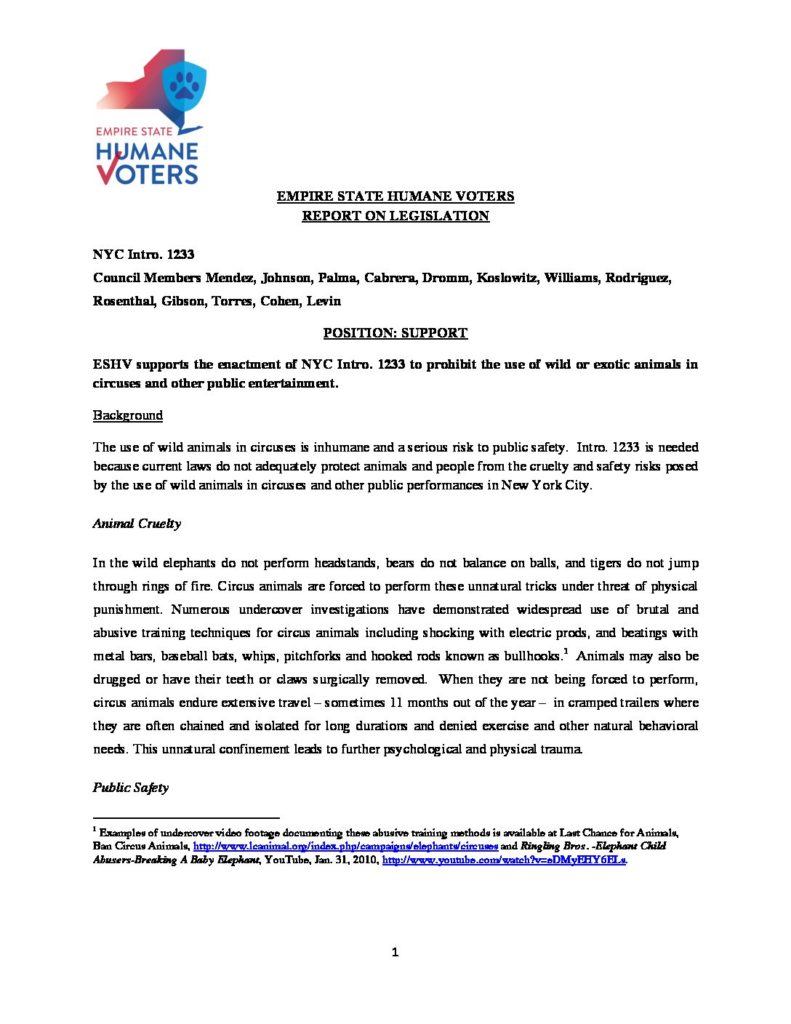 EMPIRE STATE
HUMANE
VOTERS
EMPIRE STATE HUMANE VOTERS
REPORT ON LEGISLATION
NYC Intro. 1233
Council Members Mendez, Johnson, Palma, Cabrera, Dromm, Koslowitz, Williams, Rodriguez,
Rosenthal, Gibson, Torres, Cohen, Levin
POSITION: SUPPORT
ESHV supports the enactment of NYC Intro. 1233 to prohibit the use of wild or exotic animals in
circuses and other public entertainment.
Background
The use of wild animals in circuses is inhumane and a serious risk to public safety. Intro. 1233 is needed
because current laws do not adequately protect animals and people from the cruelty and safety risks posed
by the use of wild animals in circuses and other public performances in New York City.
Animal Cruelty
In the wild elephants do not perform headstands, bears do not balance on balls, and tigers do not jump
through rings of fire. Circus animals are forced to perform these unnatural tricks under threat of physical
punishment. Numerous undercover investigations have demonstrated widespread use of brutal and
abusive training techniques for circus animals including shocking with electric prods, and beatings with
metal bars, baseball bats, whips, pitchforks and hooked rods known as bullhooks.1 Animals may also be
drugged or have their teeth or claws surgically removed. When they are not being forced to perform,
circus animals endure extensive travel – sometimes 11 months out of the year – in cramped trailers where
they are often chained and isolated for long durations and denied exercise and other natural behavioral
needs. This unnatural confinement leads to further psychological and physical trauma.
Public Safety
1 Examples of undercover video footage documenting these abusive training methods is available at Last Chance for Animals,
Ban Circus Animals, http://www.lcanimal.org/index.php/campaigns/elephants/circuses and Ringling Bros. -Elephant Child
Abusers-Breaking A Baby Elephant, YouTube, Jan. 31, 2010, http://www.youtube.com/watch?v=eDMyEHY6ELs.
1